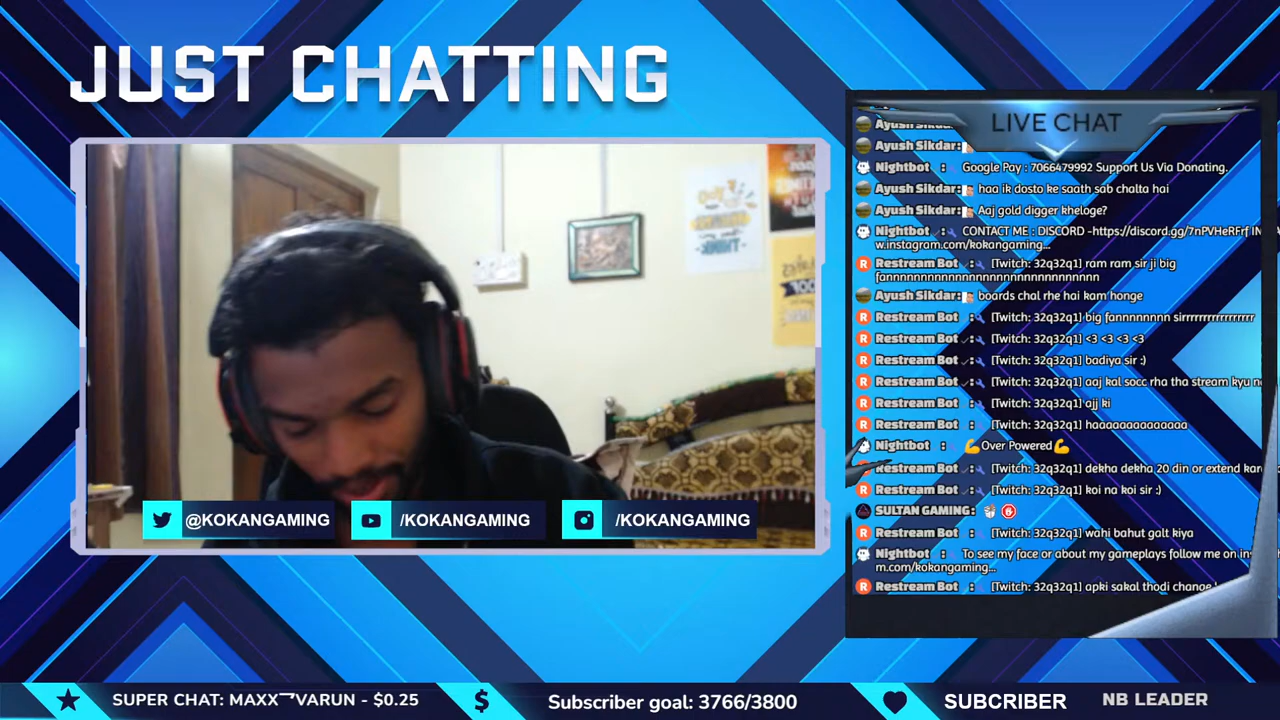 JUST CHATTING
LIVE CHAT
Ayush Sikdar:
Nightbot : Google Pay : 7066479992 Support Us Via Donating.
Ayush Sikdar: haa ik dosto ke saath sab chalta hai
Ayush Sikdar: Aaj gold digger kheloge?
Nightbot : CONTACT ME : DISCORD -https://discord.gg/7nPVHeRFrf
w.instagram.com/kokangaming...
Restream Bot : [Twitch: 32q32q1] ram ram sir ji big
Ayush Sikdar: boards chal rhe hai kam honge
Restream Bot : [Twitch: 32q32q1] big fannnnnnnn sirrrrrrrrrrrrrrrrr
Restream Bot : [Twitch: 32q32q1] <3 <3 <3 <3
Restream Bot : [Twitch: 32q32q1] badiya sir :)
Restream Bot : [Twitch: 32q32q1] aaj kal socc rha tha stream kyu
Restream Bot : [Twitch: 32q32q1] ajj ki
Restream Bot : [Twitch: 32q32q1] haaaaaaaaaaaaaa
Nightbot : 💪Over Powered💪
Restream Bot : [Twitch: 32q32q1] dekha dekha 20 din or extend
Restream Bot : [Twitch: 32q32q1] koi na koi sir :)
SULTAN GAMING:
Restream Bot : [Twitch: 32q32q1] wahi bahut galt kiya
Nightbot : To see my face or about my gameplays follow me on
m.com/kokangaming...
Restream Bot : [Twitch: 32q32q1] apki sakal thodi change
THINK
@KOKANGAMING
/KOKANGAMING
/KOKANGAMING
SUPER CHAT: MAXX VARUN - $0.25
$
Subscriber goal: 3766/3800
SUBCRIBER
NB LEADER